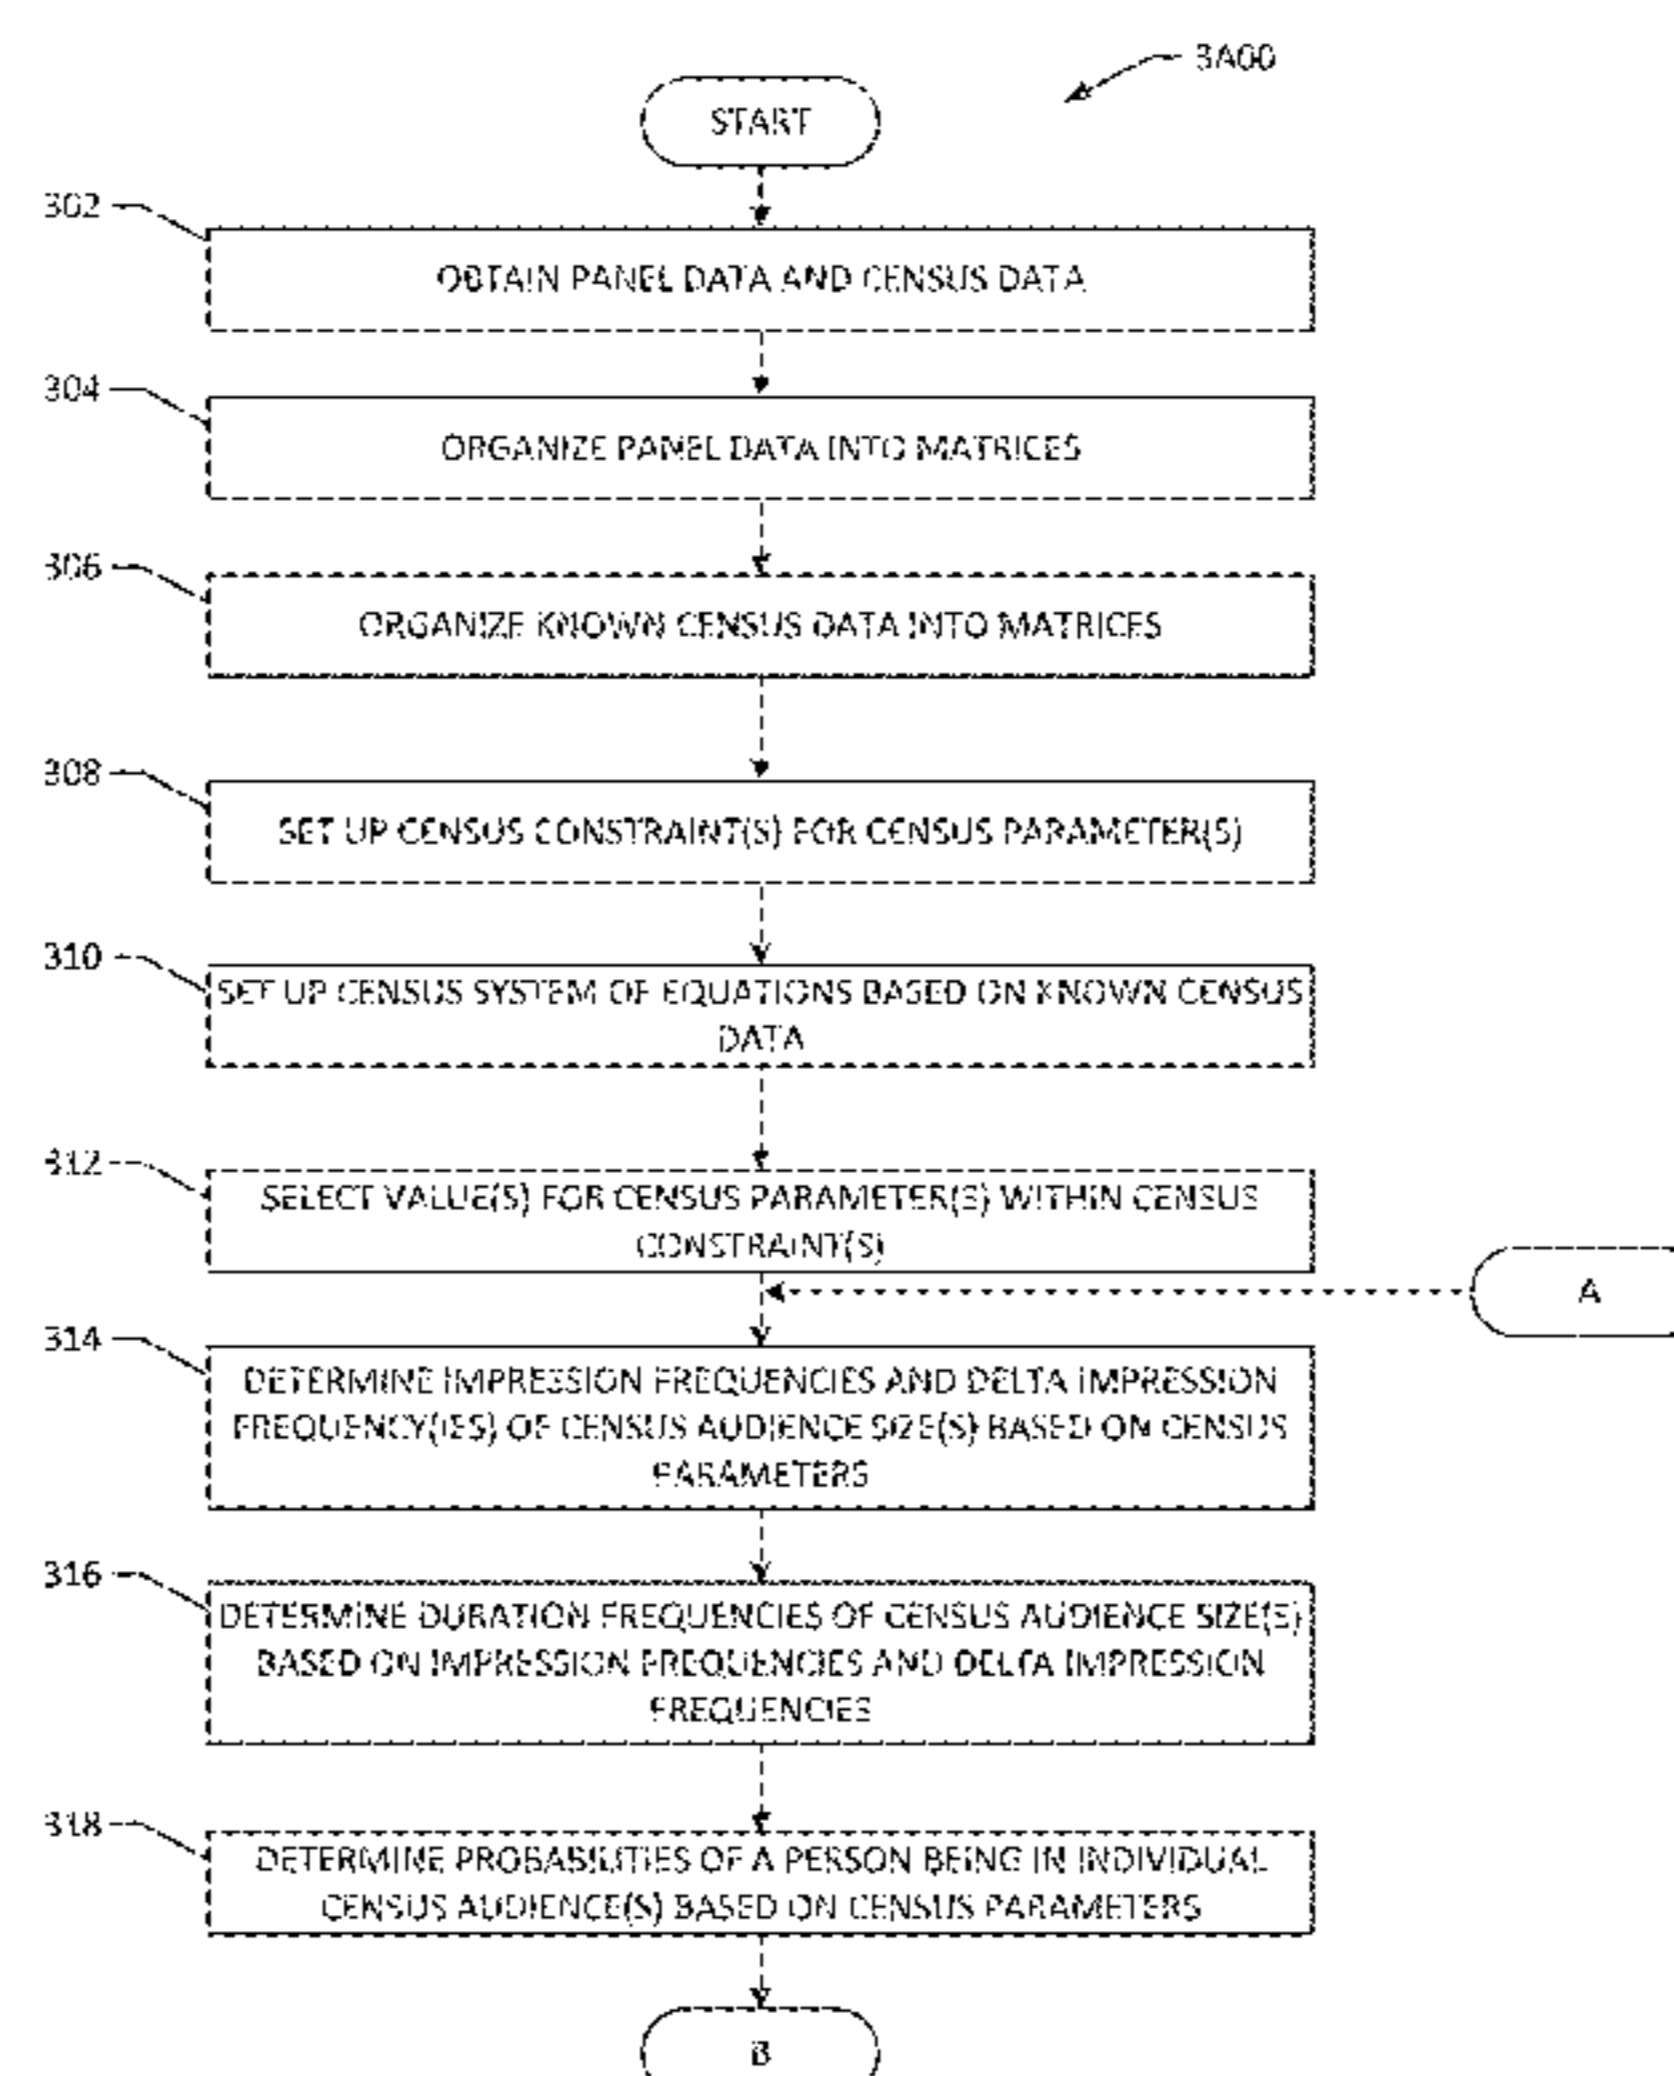 3A00
START
302
OBTAIN PANEL DATA AND CENSUS DATA
304
ORGANIZE PANEL DATA INTO MATRICES
306
ORGANIZE KNOWN CENSUS DATA INTO MATRICES
308
SET UP CENSUS CONSTRAINT(S) FOR CENSUS PARAMETER(S)
310
SET UP CENSUS SYSTEM OF EQUATIONS BASED ON KNOWN CENSUS
DATA
312
SELECT VALUE(S) FOR CENSUS PARAMETER(S) WITHIN CENSUS
CONSTRAINT(S)
A
314
DETERMINE IMPRESSION FREQUENCIES AND DELTA IMPRESSION
FREQUENCY(IES) OF CENSUS AUDIENCE SIZE(S) BASED ON CENSUS
PARAMETERS
316
DETERMINE DURATION FREQUENCIES OF CENSUS AUDIENCE SIZE(S)
BASED ON IMPRESSION FREQUENCIES AND DELTA IMPRESSION
FREQUENCIES
318
DETERMINE PROBABILITIES OF A PERSON BEING IN INDIVIDUAL
CENSUS AUDIENCE(S) BASED ON CENSUS PARAMETERS
B